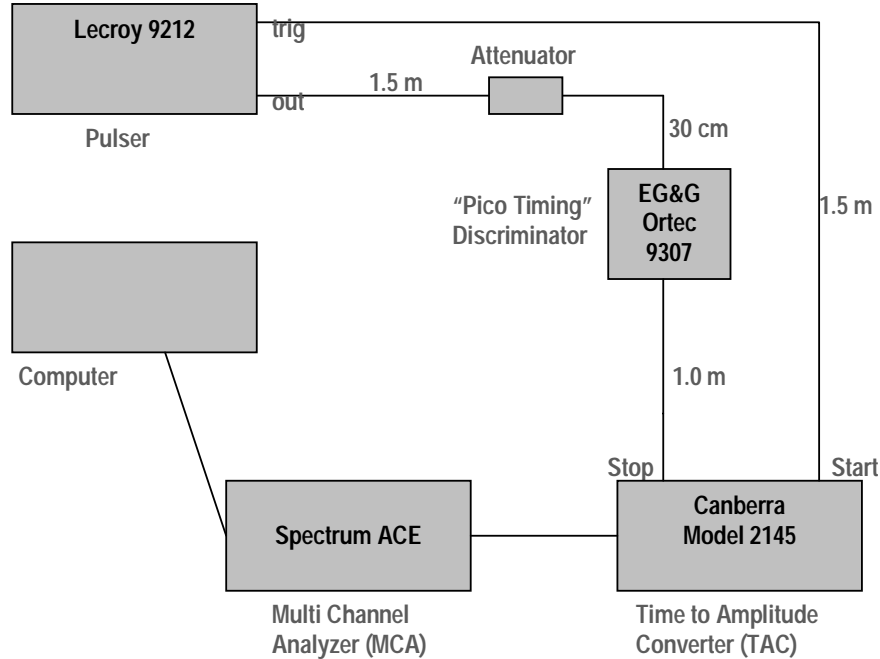 Lecroy 9212
trig
out
1.5 m
Attenuator
Pulser
30 cm
"Pico Timing"
Discriminator
EG&G
Ortec
9307
1.5 m
Computer
1.0 m
Stop
Start
Spectrum ACE
Canberra
Model 2145
Multi Channel
Analyzer (MCA)
Time to Amplitude
Converter (TAC)